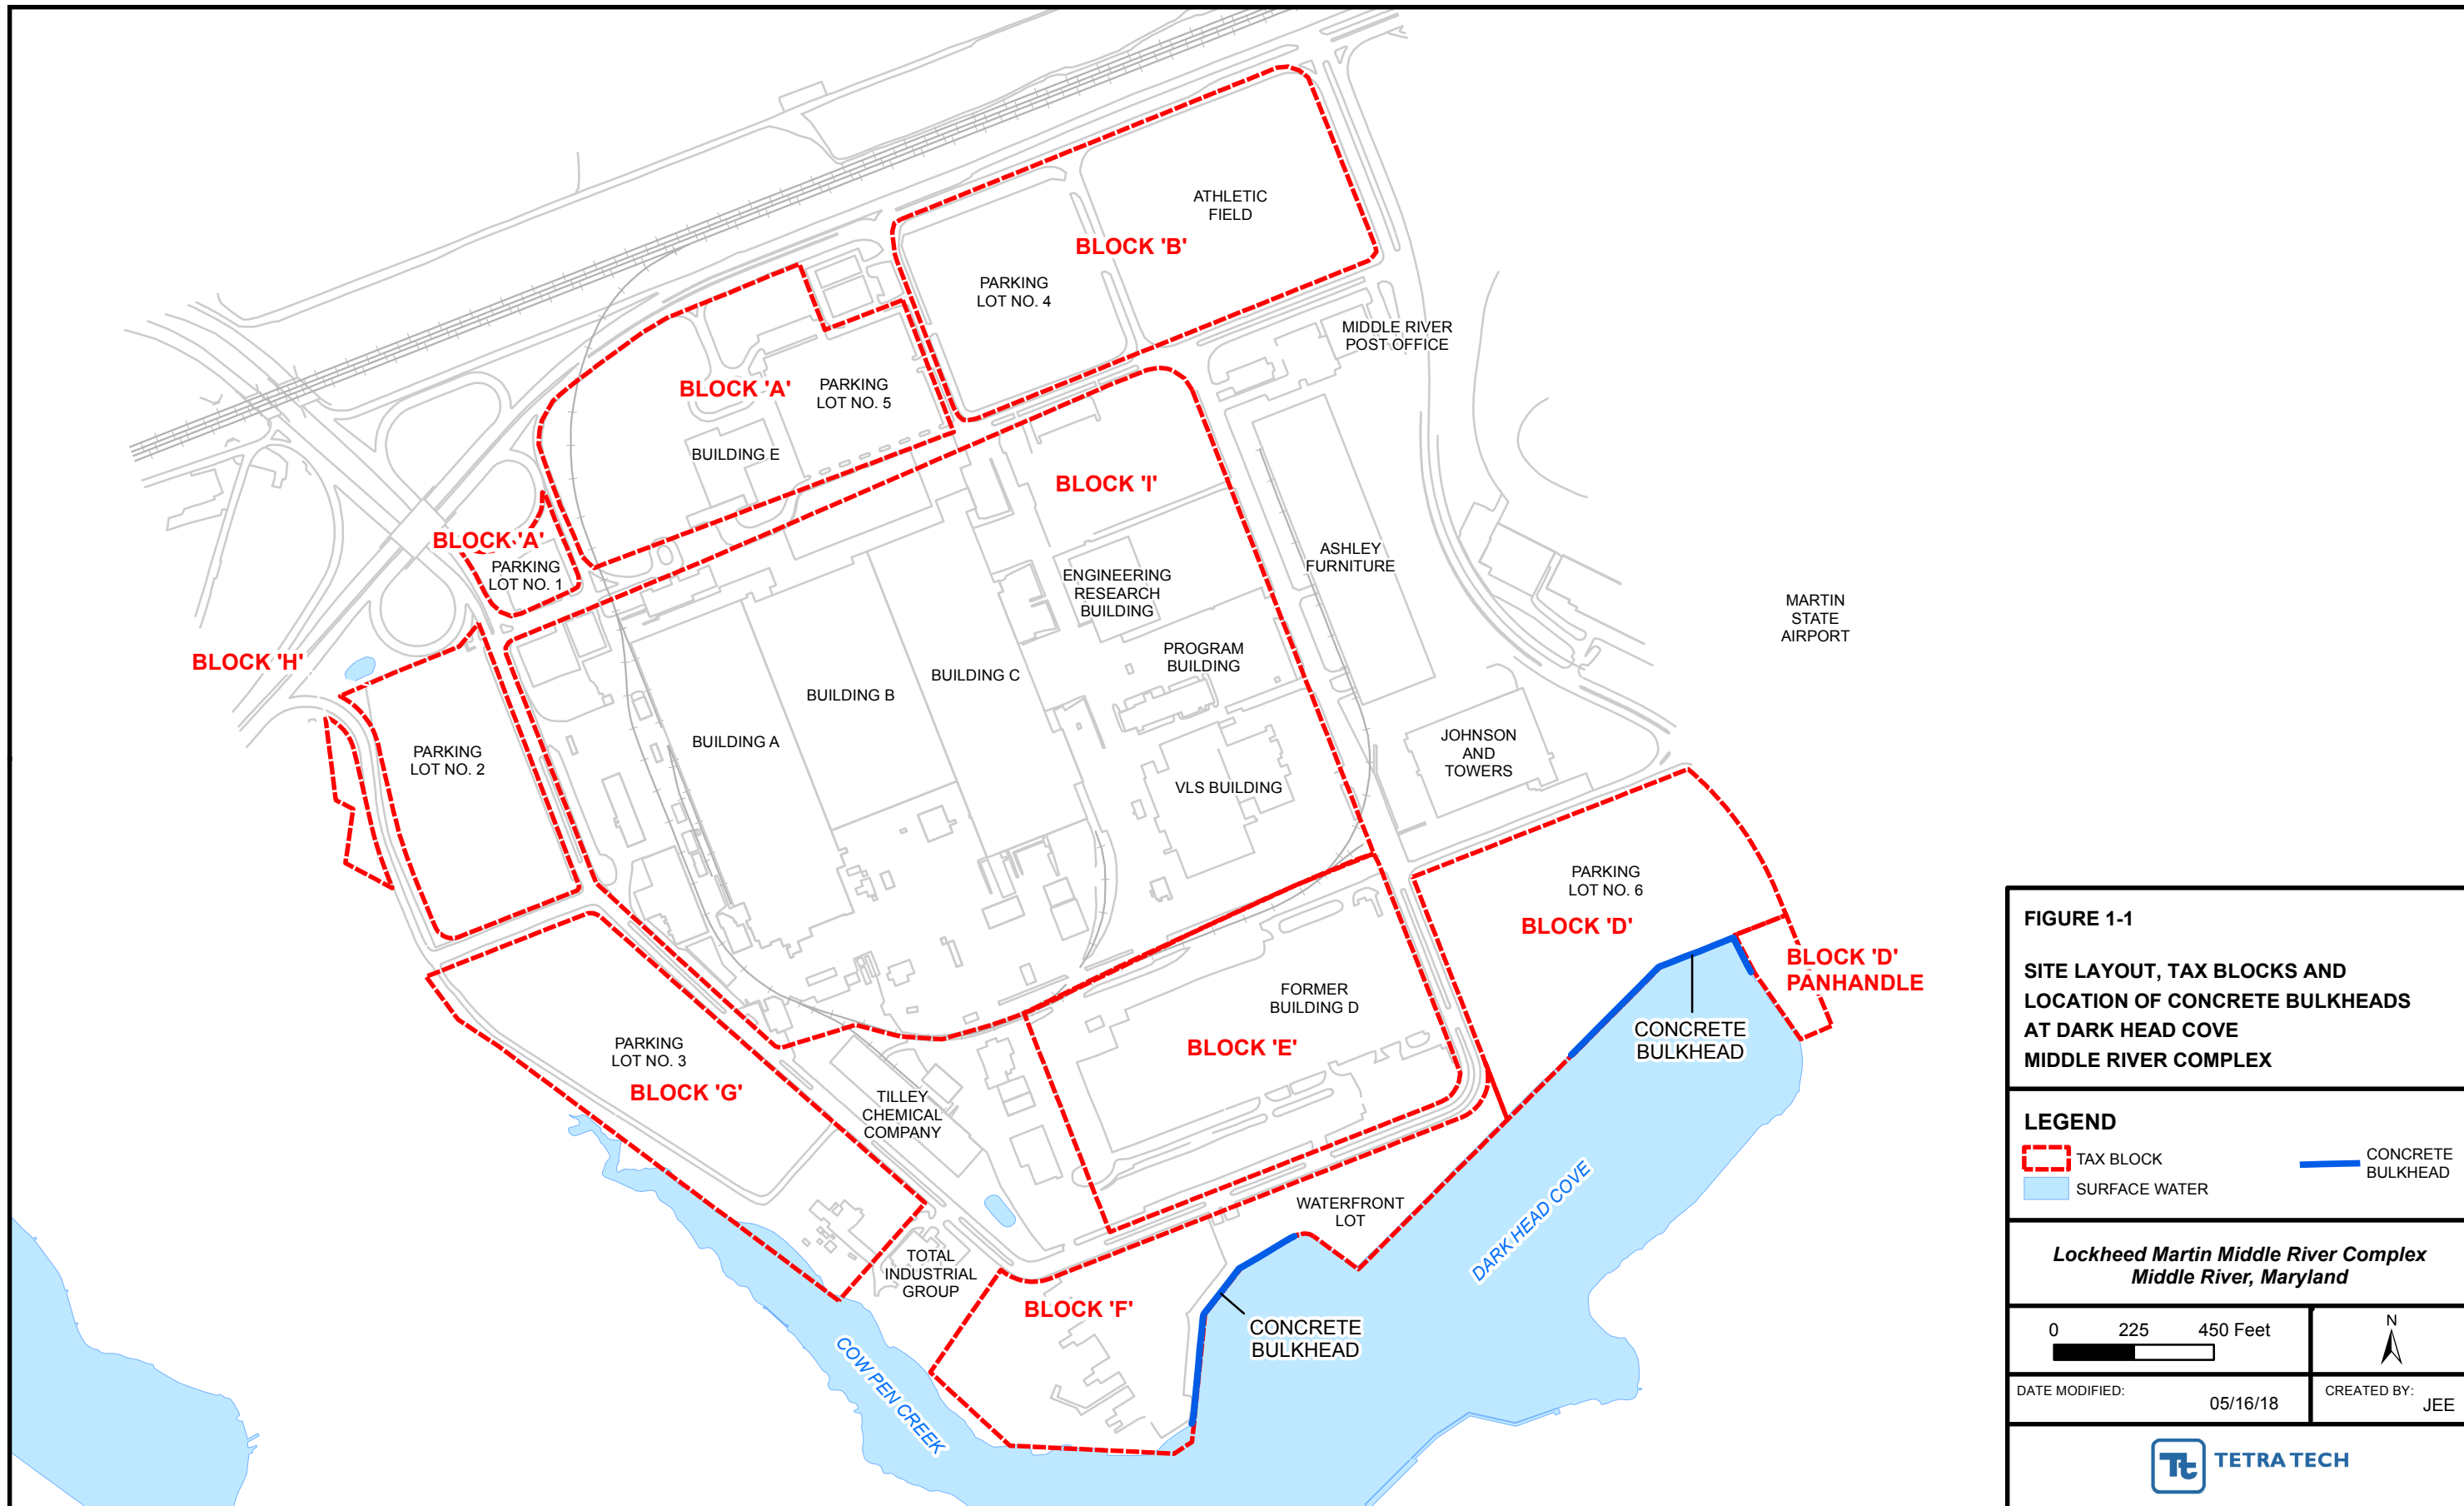 ATHLETIC
FIELD
BLOCK 'B'
PARKING
LOT NO. 4
MIDDLE RIVER
POST OFFICE
BLOCK 'A'
PARKING
LOT NO. 5
BUILDING E
BLOCK 'I'
BLOCK 'A'
PARKING
LOT NO. 1
ASHLEY
FURNITURE
ENGINEERING
RESEARCH
BUILDING
MARTIN
STATE
AIRPORT
BLOCK 'H'
PROGRAM
BUILDING
BUILDING C
BUILDING B
BUILDING A
PARKING
LOT NO. 2
JOHNSON
AND
TOWERS
VLS BUILDING
PARKING
LOT NO. 6
BLOCK 'D'
BLOCK 'D'
PANHANDLE
FORMER
BUILDING D
BLOCK 'E'
CONCRETE
BULKHEAD
PARKING
LOT NO. 3
BLOCK 'G'
TILLEY
CHEMICAL
COMPANY
WATERFRONT
LOT
DARK HEAD COVE
TOTAL
INDUSTRIAL
GROUP
BLOCK 'F'
CONCRETE
BULKHEAD
COW PEN CREEK
FIGURE 1-1
SITE LAYOUT, TAX BLOCKS AND
LOCATION OF CONCRETE BULKHEADS
AT DARK HEAD COVE
MIDDLE RIVER COMPLEX
LEGEND
TAX BLOCK
SURFACE WATER
CONCRETE
BULKHEAD
Lockheed Martin Middle River Complex
Middle River, Maryland
0 225 450 Feet
N
DATE MODIFIED: 05/16/18
CREATED BY: JEE
Tt TETRA TECH